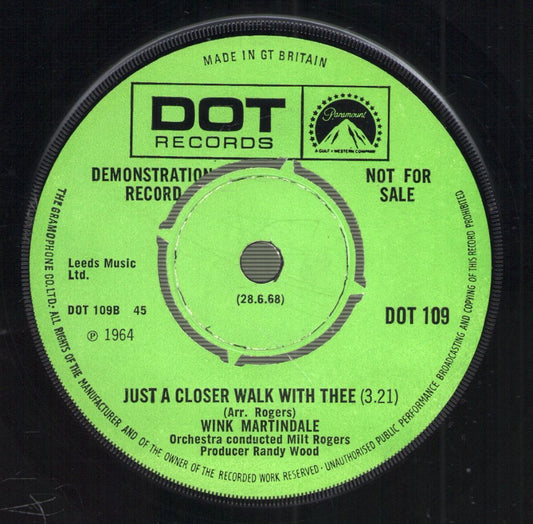 MADE IN GT BRITAIN
DOT
RECORDS
Paramount
A GULF + WESTERN COMPANY
DEMONSTRATION
RECORD
NOT FOR
SALE
Leeds Music
Ltd.
DOT 109B 45
℗ 1964
(28.6.68)
DOT 109
JUST A CLOSER WALK WITH THEE (3.21)
(Arr. Rogers)
WINK MARTINDALE
Orchestra conducted Milt Rogers
Producer Randy Wood
THE GRAMOPHONE CO. LTD. ALL RIGHTS OF THE MANUFACTURER AND OF THE OWNER OF THE RECORDED WORK RESERVED - UNAUTHORISED PUBLIC PERFORMANCE BROADCASTING AND COPYING OF THIS RECORD PROHIBITED.